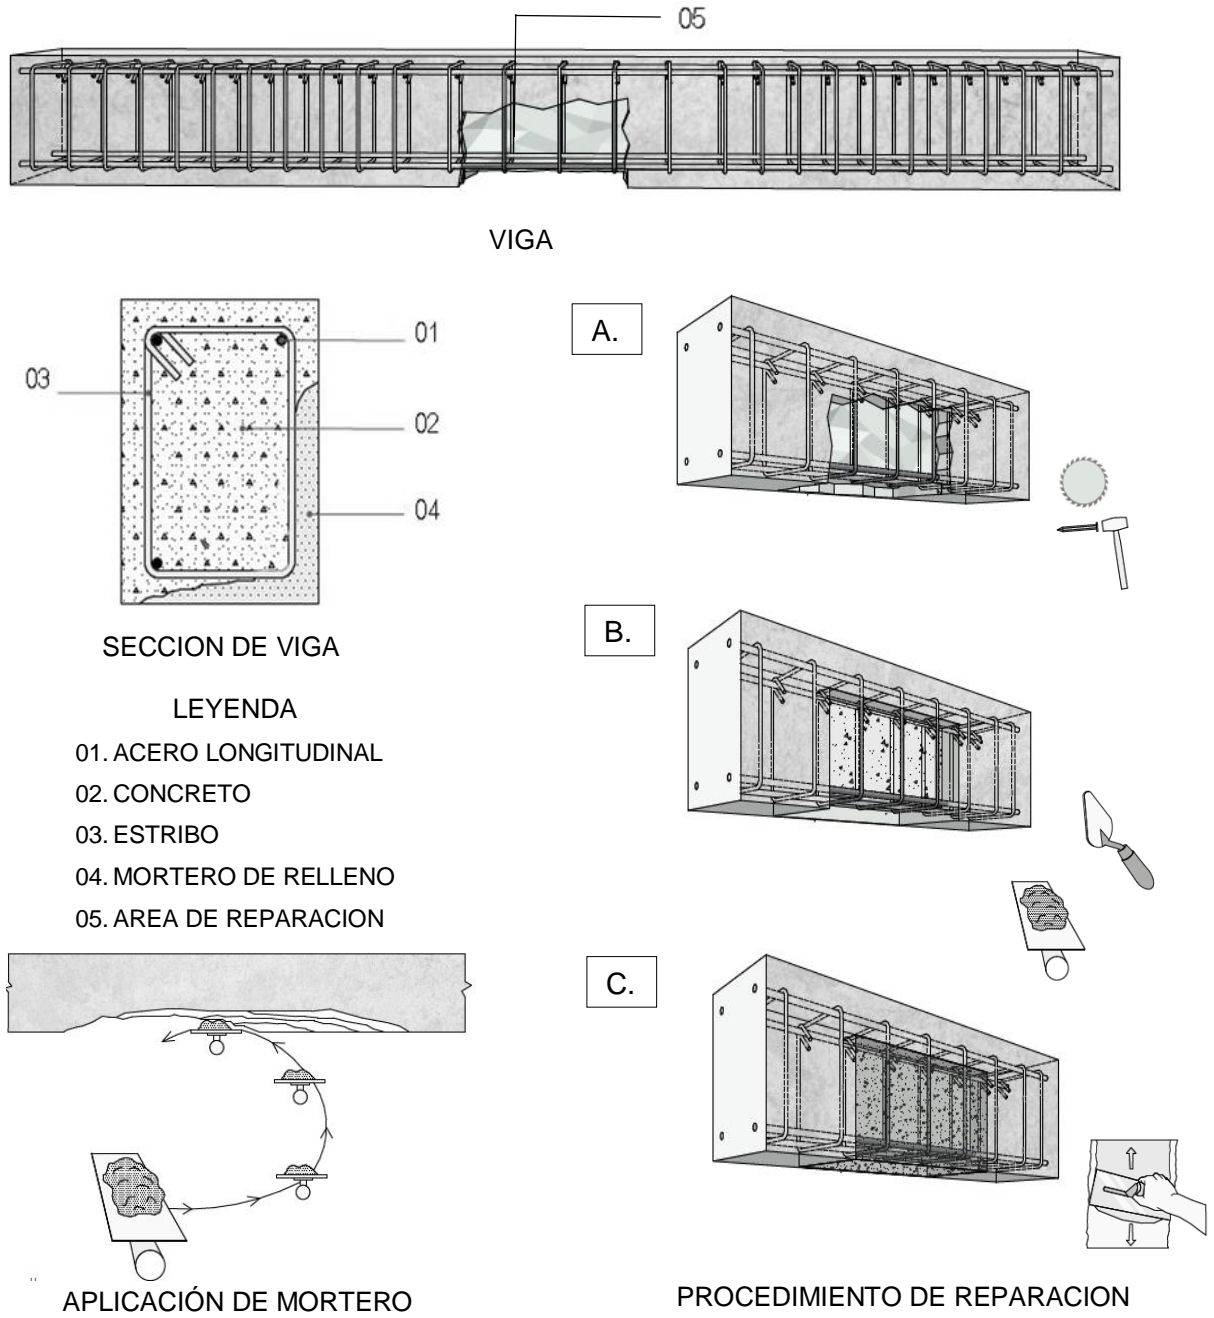 05
VIGA
01
03
02
04
SECCION DE VIGA
LEYENDA
01. ACERO LONGITUDINAL
02. CONCRETO
03. ESTRIBO
04. MORTERO DE RELLENO
05. AREA DE REPARACION
APLICACIÓN DE MORTERO
A.
B.
C.
PROCEDIMIENTO DE REPARACION